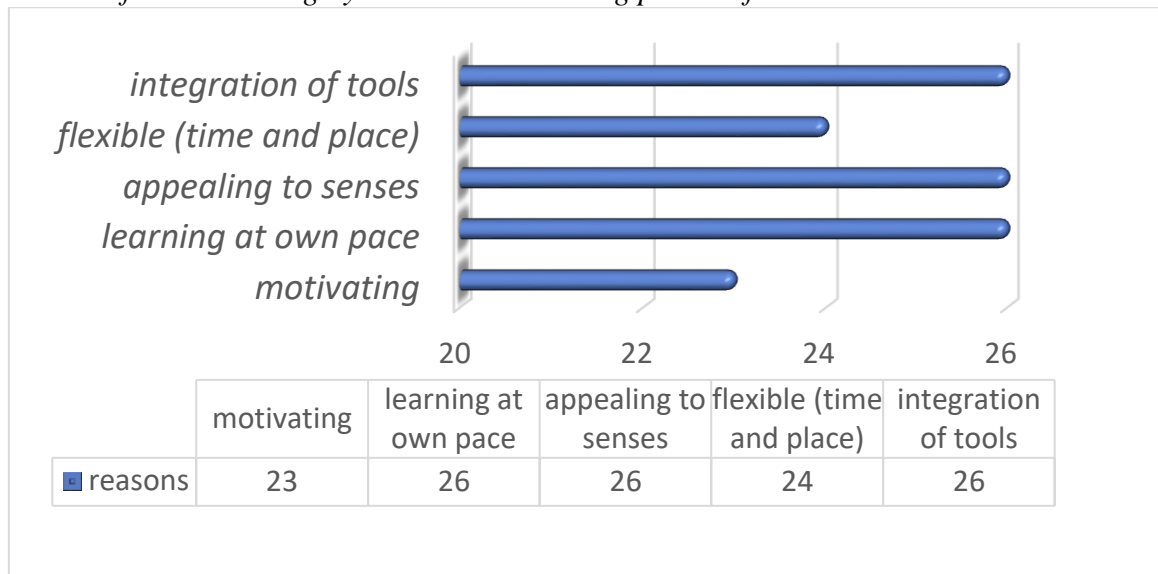 integration of tools
flexible (time and place)
appealing to senses
learning at own pace
motivating
20 22 24 26
motivating learning at own pace appealing to senses flexible (time and place) integration of tools
reasons 23 26 26 24 26